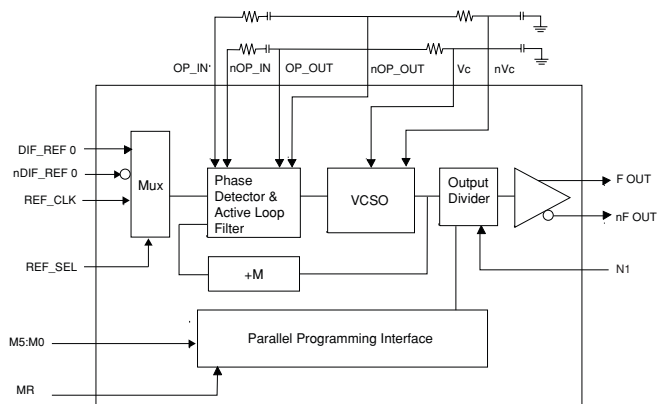 OP_IN
nOP_IN
OP_OUT
nOP_OUT
Vc
nVc
DIF_REF 0
nDIF_REF 0
REF_CLK
REF_SEL
Mux
Phase
Detector &
Active Loop
Filter
VCSO
Output
Divider
F OUT
nF OUT
N1
+M
Parallel Programming Interface
M5:M0
MR